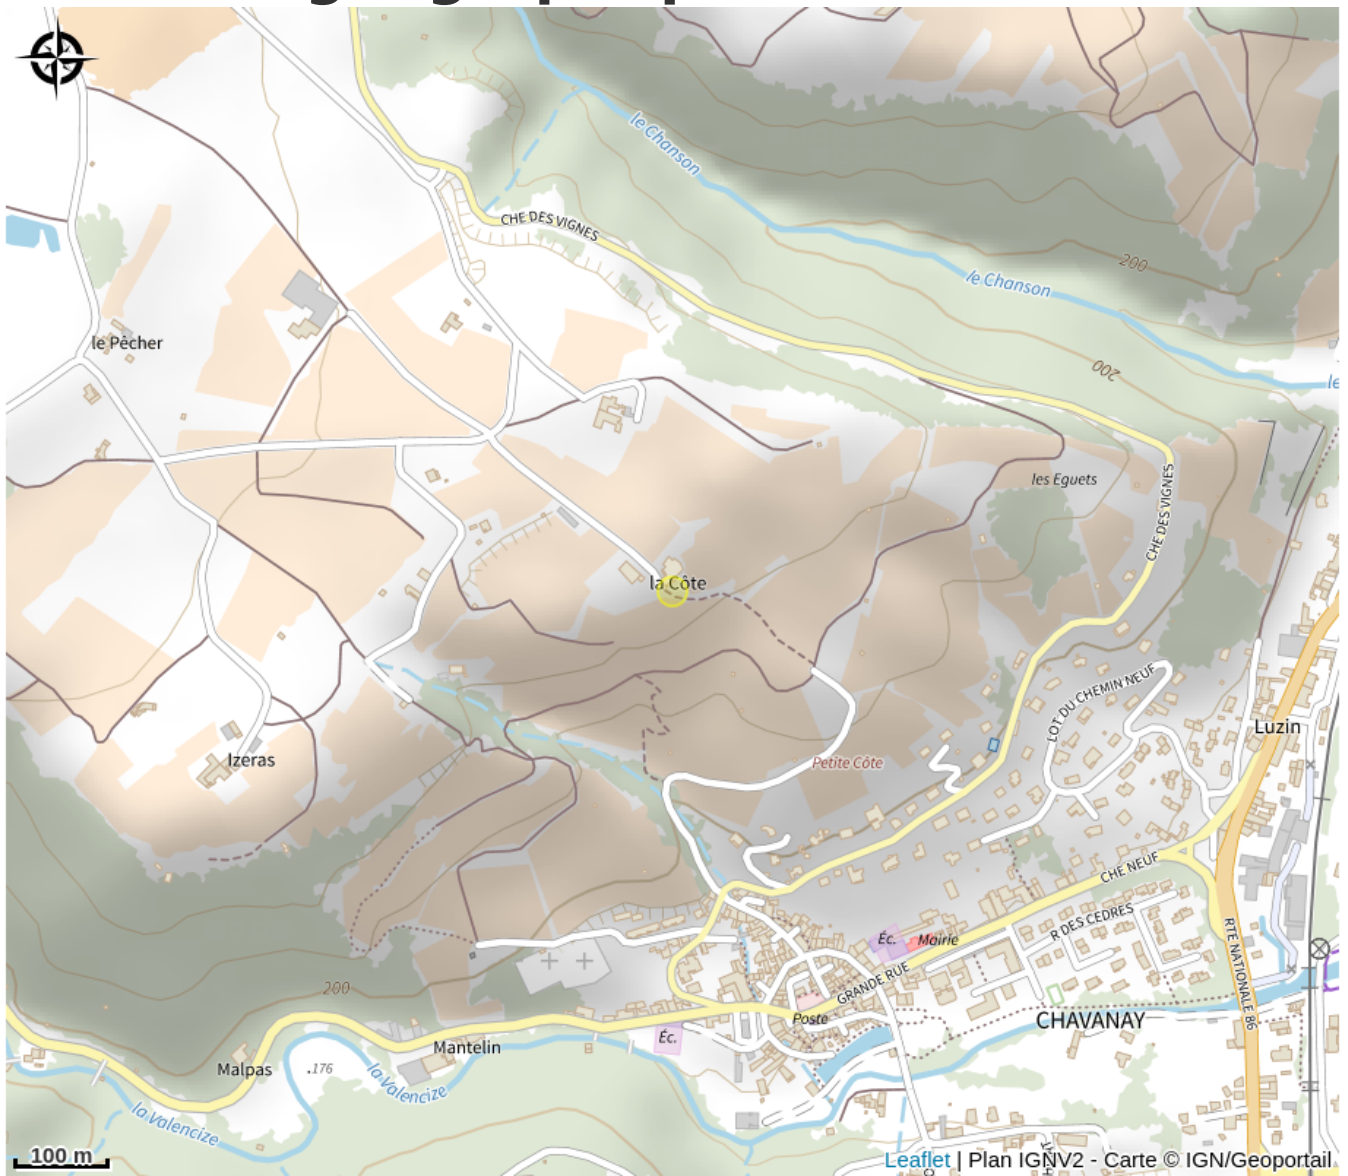 le Chanson
CHE DES VIGNES
200
le Chanson
le Pêcher
200
le
les Eguets
CHE DES VIGNES
la Côte
LOT DU CHEMIN NEUF
Luzin
Izeras
Petite Côte
CHE NEUF
R DES CEDRES
Éc.
Mairie
RTE NATIONALE 86
GRANDE RUE
200
Poste
CHAVANAY
Éc.
Mantelin
Malpas
.176
la Valencize
la Valencize
100 m
Leaflet | Plan IGNV2 - Carte © IGN/Geoportail